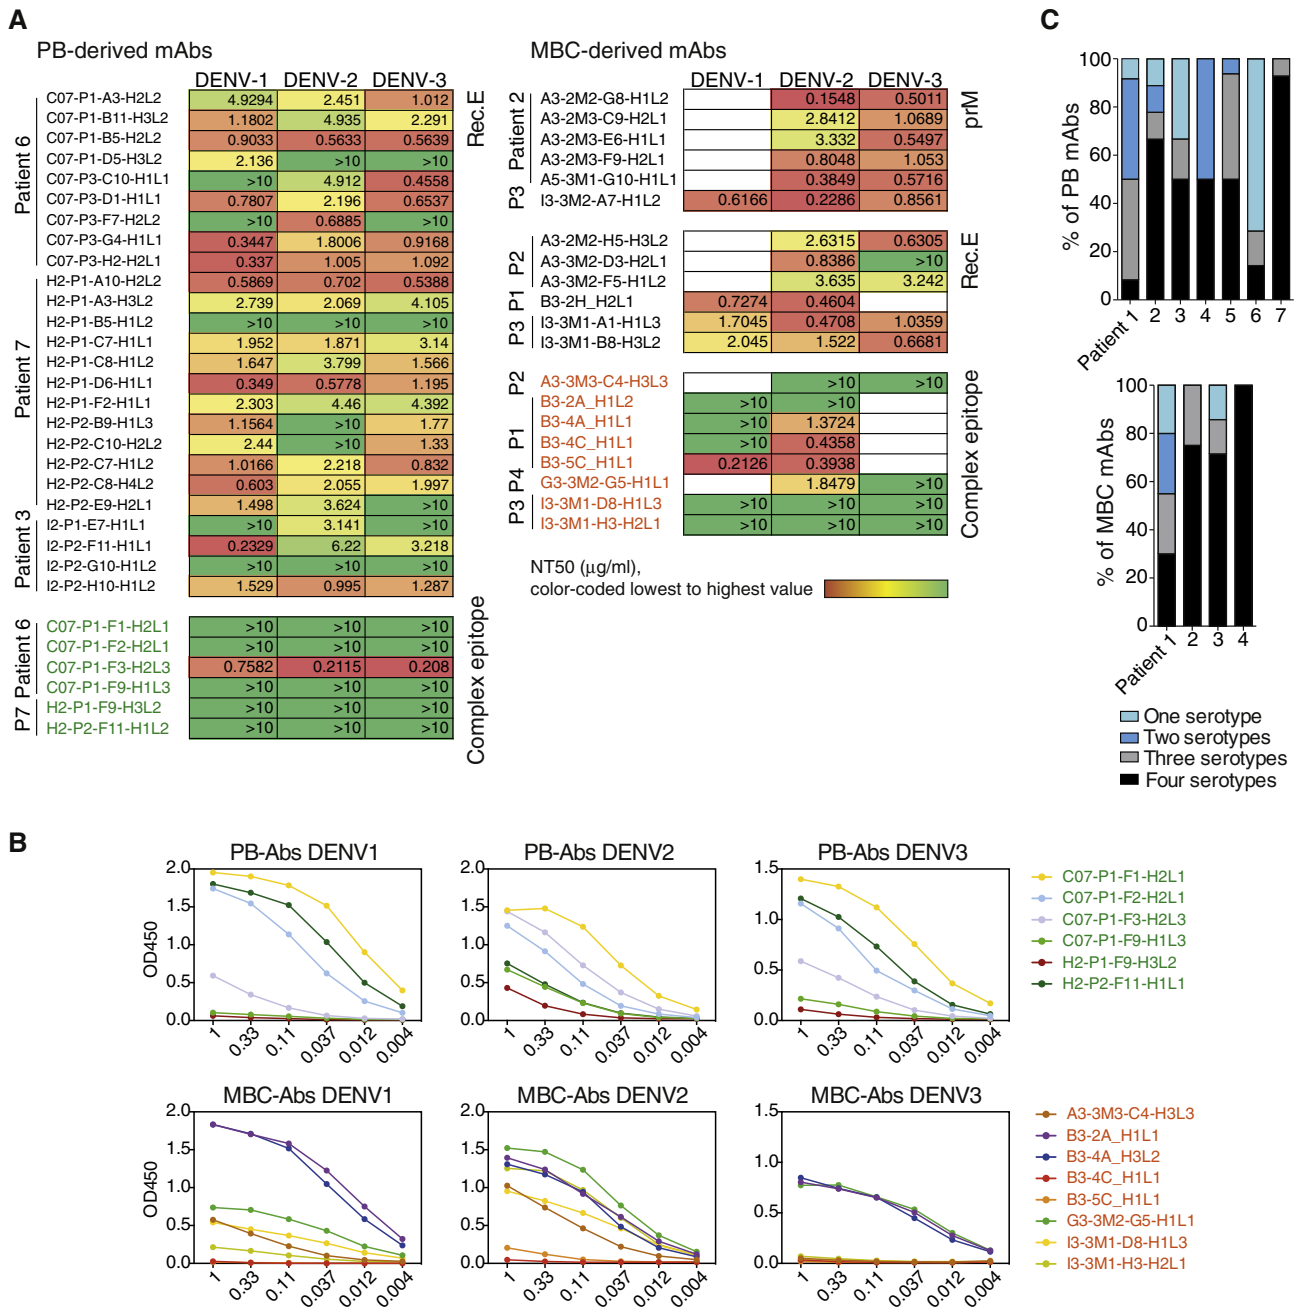 A
PB-derived mAbs
DENV-1 DENV-2 DENV-3
Patient 6
C07-P1-A3-H2L2 4.9294 2.451 1.012
C07-P1-B11-H3L2 1.1802 4.935 2.291
C07-P1-B5-H2L2 0.9033 0.5633 0.5639
C07-P1-D5-H3L2 2.136 >10 >10
C07-P3-C10-H1L1 >10 4.912 0.4558
C07-P3-D1-H1L1 0.7807 2.196 0.6537
C07-P3-F7-H2L2 >10 0.6885 >10
C07-P3-G4-H1L1 0.3447 1.8006 0.9168
C07-P3-H2-H2L1 0.337 1.005 1.092
Patient 7
H2-P1-A10-H2L2 0.5869 0.702 0.5388
H2-P1-A3-H3L2 2.739 2.069 4.105
H2-P1-B5-H1L2 >10 >10 >10
H2-P1-C7-H1L1 1.952 1.871 3.14
H2-P1-C8-H1L2 1.647 3.799 1.566
H2-P1-D6-H1L1 0.349 0.5778 1.195
H2-P1-F2-H1L1 2.303 4.46 4.392
H2-P2-B9-H1L3 1.1564 >10 1.77
H2-P2-C10-H2L2 2.44 >10 1.33
H2-P2-C7-H1L2 1.0166 2.218 0.832
H2-P2-C8-H4L2 0.603 2.055 1.997
H2-P2-E9-H2L1 1.498 3.624 >10
Patient 3
I2-P1-E7-H1L1 >10 3.141 >10
I2-P2-F11-H1L1 0.2329 6.22 3.218
I2-P2-G10-H1L2 >10 >10 >10
I2-P2-H10-H1L2 1.529 0.995 1.287
Rec.E
Patient 6
C07-P1-F1-H2L1 >10 >10 >10
C07-P1-F2-H2L1 >10 >10 >10
C07-P1-F3-H2L3 0.7582 0.2115 0.208
C07-P1-F9-H1L3 >10 >10 >10
P7
H2-P1-F9-H3L2 >10 >10 >10
H2-P2-F11-H1L2 >10 >10 >10
Complex epitope
MBC-derived mAbs
DENV-1 DENV-2 DENV-3
Patient 2
A3-2M2-G8-H1L2 0.1548 0.5011
A3-2M3-C9-H2L1 2.8412 1.0689
A3-2M3-E6-H1L1 3.332 0.5497
A3-2M3-F9-H2L1 0.8048 1.053
A5-3M1-G10-H1L1 0.3849 0.5716
P3
I3-3M2-A7-H1L2 0.6166 0.2286 0.8561
prM
P2
A3-2M2-H5-H3L2 2.6315 0.6305
A3-3M2-D3-H2L1 0.8386 >10
A3-3M2-F5-H1L2 3.635 3.242
P1
B3-2H_H2L1 0.7274 0.4604
P3
I3-3M1-A1-H1L3 1.7045 0.4708 1.0359
I3-3M1-B8-H3L2 2.045 1.522 0.6681
Rec.E
P2
A3-3M3-C4-H3L3 >10 >10
P1
B3-2A_H1L2 >10 >10
B3-4A_H1L1 >10 1.3724
B3-4C_H1L1 >10 0.4358
B3-5C_H1L1 0.2126 0.3938
P4
G3-3M2-G5-H1L1 1.8479 >10
P3
I3-3M1-D8-H1L3 >10 >10 >10
I3-3M1-H3-H2L1 >10 >10 >10
Complex epitope
NT50 (µg/ml),
color-coded lowest to highest value
C
% of PB mAbs
100
80
60
40
20
0
Patient 1 2 3 4 5 6 7
% of MBC mAbs
100
80
60
40
20
0
Patient 1 2 3 4
One serotype
Two serotypes
Three serotypes
Four serotypes
B
PB-Abs DENV1
OD450
2.0
1.5
1.0
0.5
0.0
1 0.33 0.11 0.037 0.012 0.004
PB-Abs DENV2
2.0
1.5
1.0
0.5
0.0
1 0.33 0.11 0.037 0.012 0.004
PB-Abs DENV3
1.5
1.0
0.5
0.0
1 0.33 0.11 0.037 0.012 0.004
C07-P1-F1-H2L1
C07-P1-F2-H2L1
C07-P1-F3-H2L3
C07-P1-F9-H1L3
H2-P1-F9-H3L2
H2-P2-F11-H1L1
MBC-Abs DENV1
OD450
2.0
1.5
1.0
0.5
0.0
1 0.33 0.11 0.037 0.012 0.004
MBC-Abs DENV2
2.0
1.5
1.0
0.5
0.0
1 0.33 0.11 0.037 0.012 0.004
MBC-Abs DENV3
1.5
1.0
0.5
0.0
1 0.33 0.11 0.037 0.012 0.004
A3-3M3-C4-H3L3
B3-2A_H1L1
B3-4A_H3L2
B3-4C_H1L1
B3-5C_H1L1
G3-3M2-G5-H1L1
I3-3M1-D8-H1L3
I3-3M1-H3-H2L1